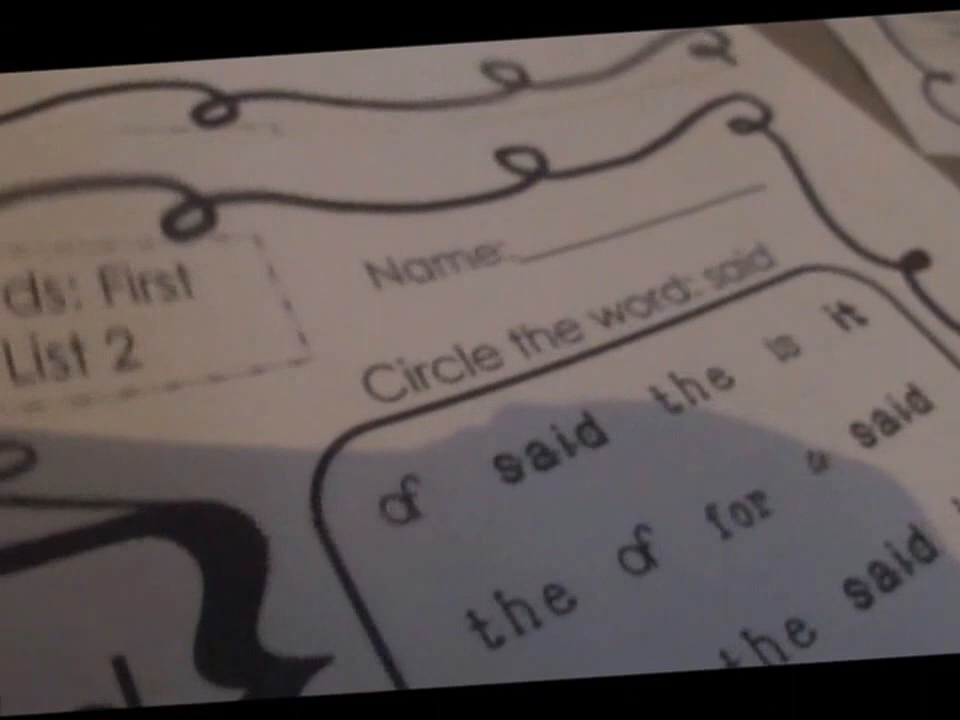 ds: First
List 2
Name:
Circle the word: said
of said the is it
the of for a said
the said